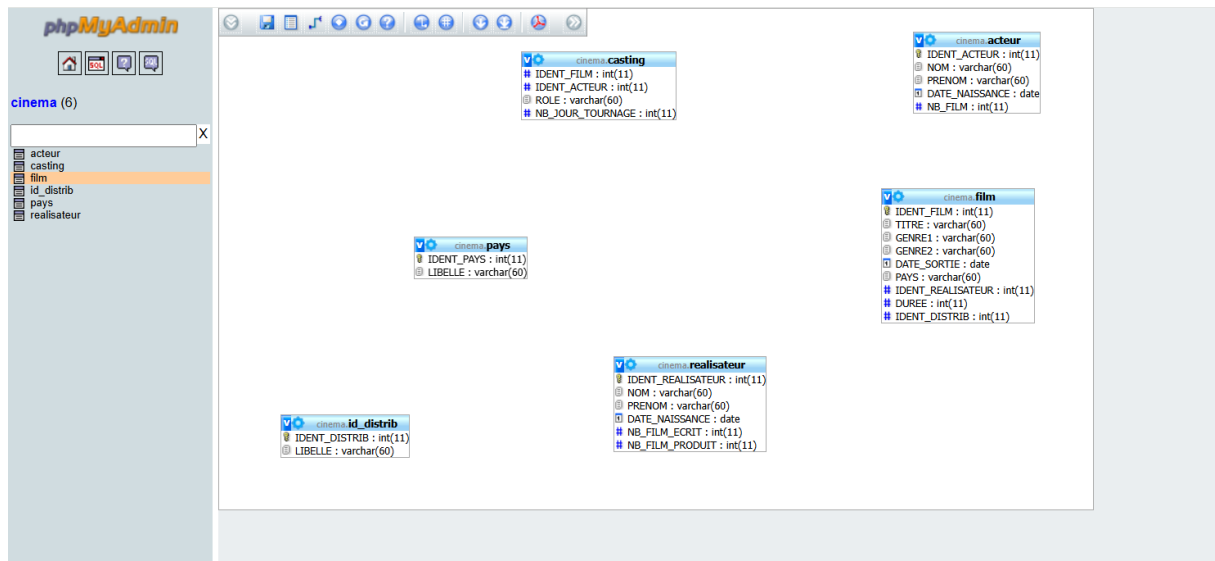 phpMyAdmin
SQL
cinema (6)
X
acteur
casting
film
id_distrib
pays
realisateur
cinema.casting
# IDENT_FILM : int(11)
# IDENT_ACTEUR : int(11)
ROLE : varchar(60)
# NB_JOUR_TOURNAGE : int(11)
cinema.acteur
IDENT_ACTEUR : int(11)
NOM : varchar(60)
PRENOM : varchar(60)
DATE_NAISSANCE : date
# NB_FILM : int(11)
cinema.film
IDENT_FILM : int(11)
TITRE : varchar(60)
GENRE1 : varchar(60)
GENRE2 : varchar(60)
DATE_SORTIE : date
PAYS : varchar(60)
# IDENT_REALISATEUR : int(11)
# DUREE : int(11)
# IDENT_DISTRIB : int(11)
cinema.pays
IDENT_PAYS : int(11)
LIBELLE : varchar(60)
cinema.realisateur
IDENT_REALISATEUR : int(11)
NOM : varchar(60)
PRENOM : varchar(60)
DATE_NAISSANCE : date
# NB_FILM_ECRIT : int(11)
# NB_FILM_PRODUIT : int(11)
cinema.id_distrib
IDENT_DISTRIB : int(11)
LIBELLE : varchar(60)